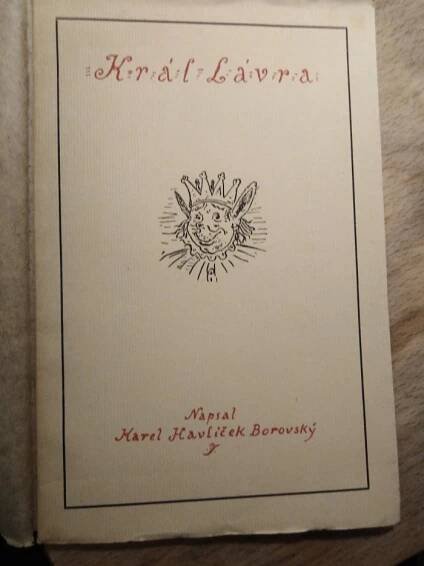 Král Lávra
Napsal
Karel Havlíček Borovský